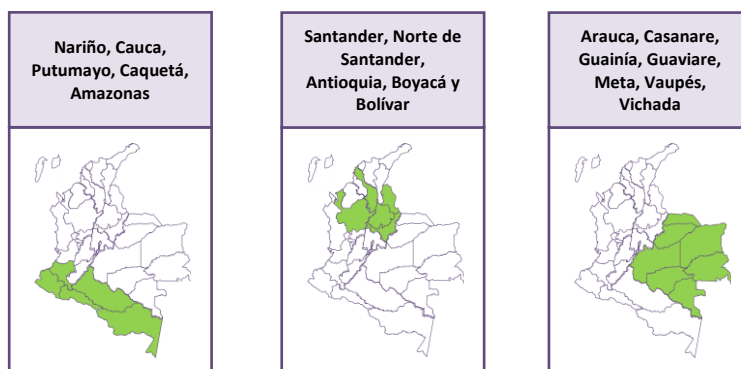 Nariño, Cauca,
Putumayo, Caquetá,
Amazonas
Santander, Norte de
Santander,
Antioquia, Boyacá y
Bolívar
Arauca, Casanare,
Guainía, Guaviare,
Meta, Vaupés,
Vichada